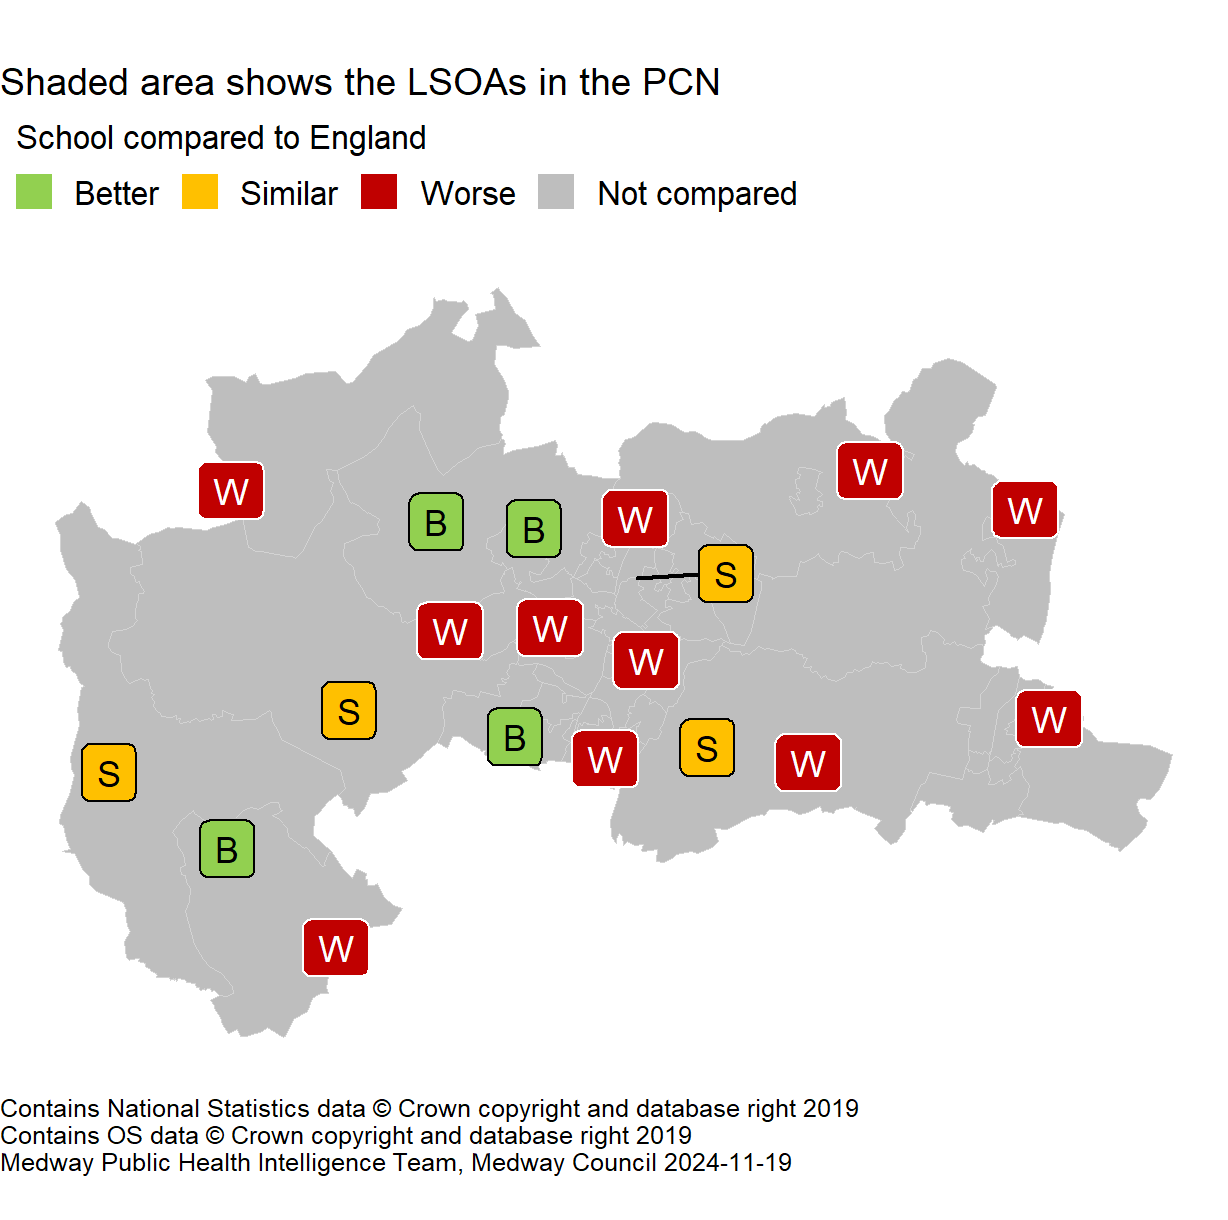 Shaded area shows the LSOAs in the PCN
School compared to England
Better Similar Worse Not compared
W
W
B
B
W
W
S
W
W
W
S
B
W
S
W
W
S
B
W
Contains National Statistics data © Crown copyright and database right 2019
Contains OS data © Crown copyright and database right 2019
Medway Public Health Intelligence Team, Medway Council 2024-11-19